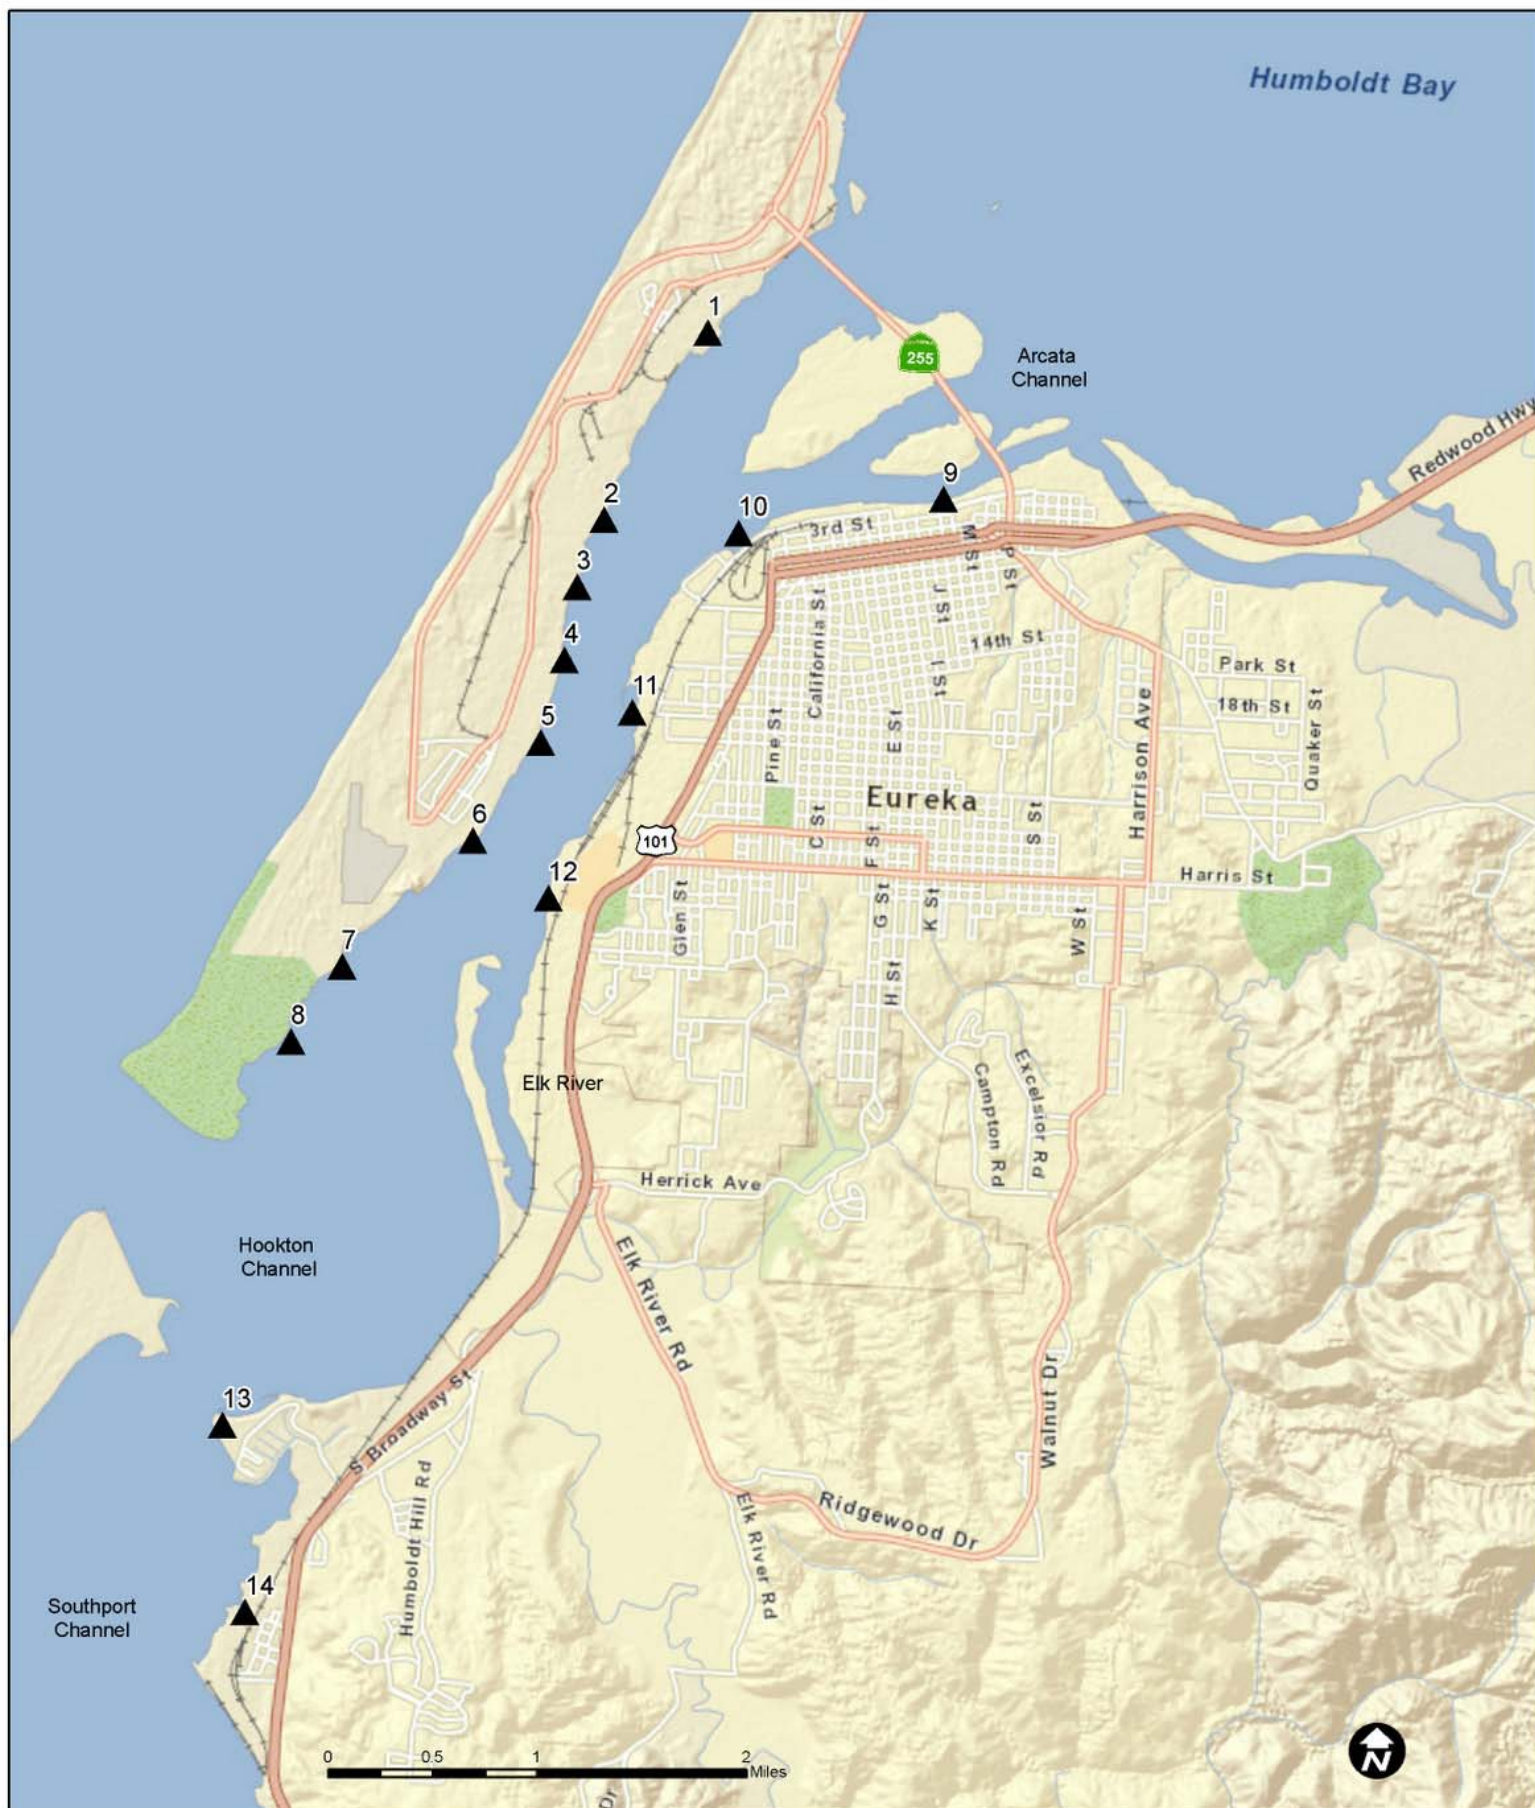 Humboldt Bay
1
255
Arcata
Channel
Redwood Hwy
9
2
10
3rd St
M St
P St
3
J St
California St
14th St
4
I St
Park St
11
18th St
Quaker St
Harrison Ave
5
Pine St
E St
Eureka
6
C St
F St
S St
101
12
Harris St
Glen St
G St
K St
W St
7
H St
8
Elk River
Campton Rd
Excelsior Rd
Herrick Ave
Hookton
Channel
Elk River Rd
13
S Broadway St
Walnut Dr
Humboldt Hill Rd
Elk River Rd
Ridgewood Dr
14
Southport
Channel
0 0.5 1 2
Miles
Dr
N